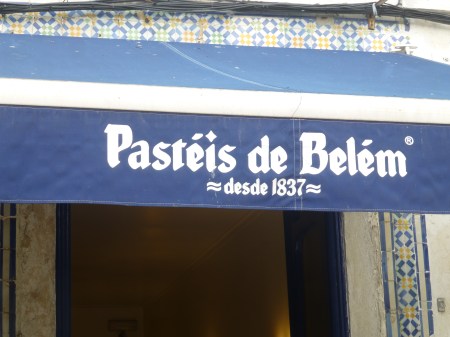 Pastéis de Belém®
≈desde 1837≈